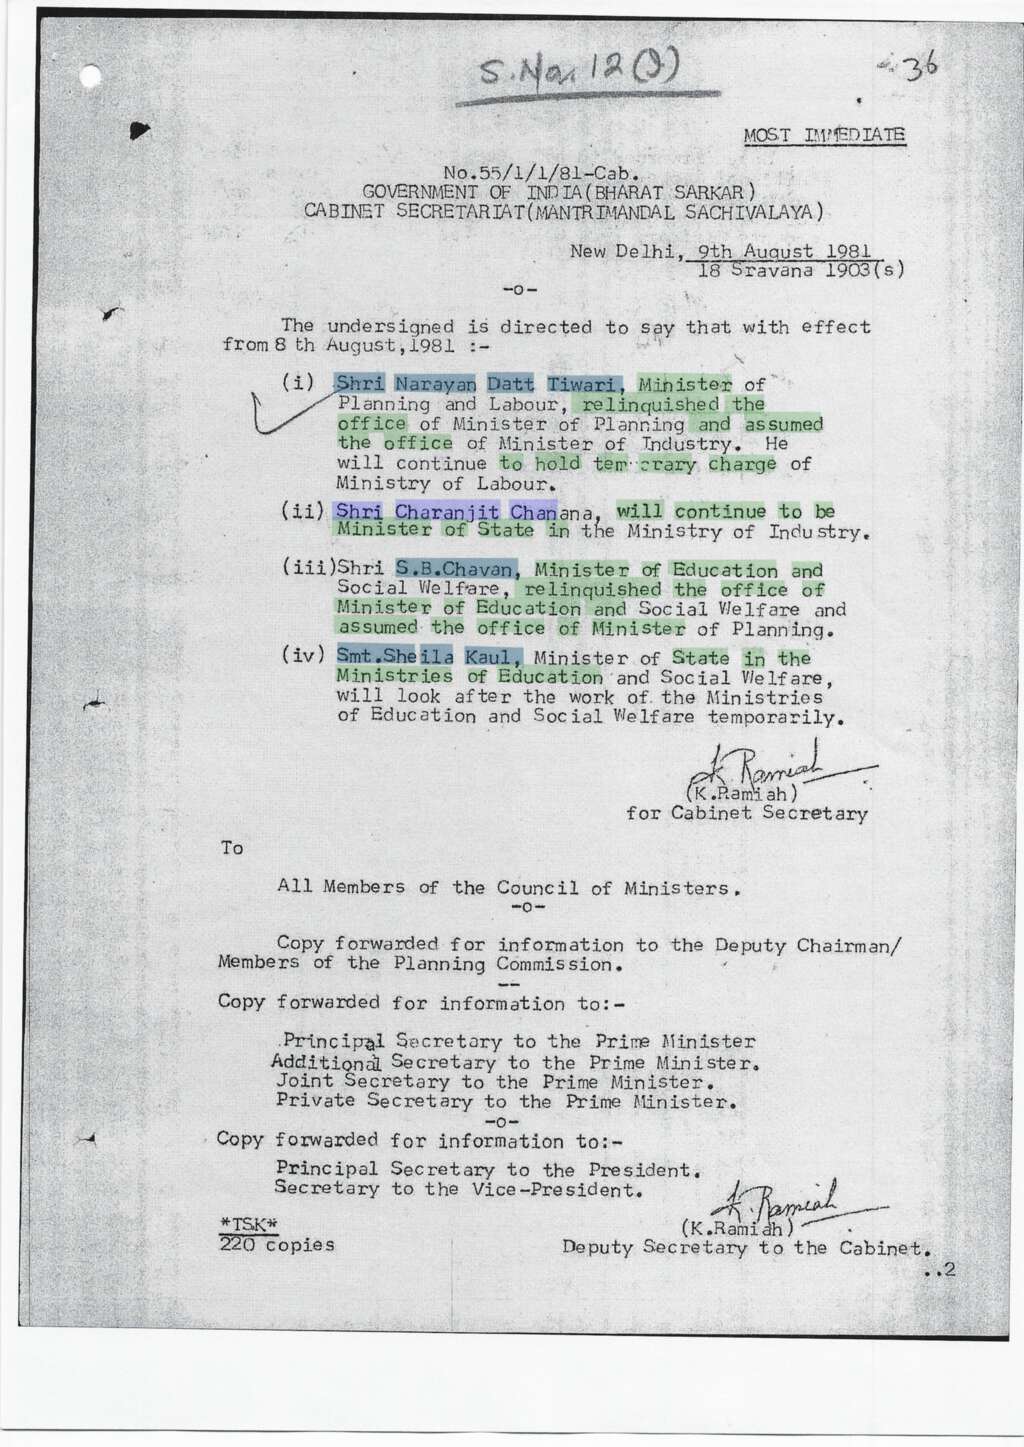 S.No. 12(9)
36
MOST IMMEDIATE
No.55/1/1/81-Cab.
GOVERNMENT OF INDIA(BHARAT SARKAR)
CABINET SECRETARIAT(MANTRIMANDAL SACHIVALAYA)
New Delhi, 9th August 1981
18 Sravana 1903(s)
-o-
The undersigned is directed to say that with effect
from 8 th August,1981 :-
(i) Shri Narayan Datt Tiwari, Minister of
Planning and Labour, relinquished the
office of Minister of Planning and assumed
the office of Minister of Industry. He
will continue to hold temporary charge of
Ministry of Labour.
(ii) Shri Charanjit Chanana, will continue to be
Minister of State in the Ministry of Industry.
(iii)Shri S.B.Chavan, Minister of Education and
Social Welfare, relinquished the office of
Minister of Education and Social Welfare and
assumed the office of Minister of Planning.
(iv) Smt.Sheila Kaul, Minister of State in the
Ministries of Education and Social Welfare,
will look after the work of the Ministries
of Education and Social Welfare temporarily.
K. Ramiah
(K.Ramiah)
for Cabinet Secretary
To
All Members of the Council of Ministers.
-o-
Copy forwarded for information to the Deputy Chairman/
Members of the Planning Commission.
--
Copy forwarded for information to:-
Principal Secretary to the Prime Minister
Additional Secretary to the Prime Minister.
Joint Secretary to the Prime Minister.
Private Secretary to the Prime Minister.
-o-
Copy forwarded for information to:-
Principal Secretary to the President.
Secretary to the Vice-President.
K. Ramiah
*TSK*
(K.Ramiah)
220 copies
Deputy Secretary to the Cabinet.
..2